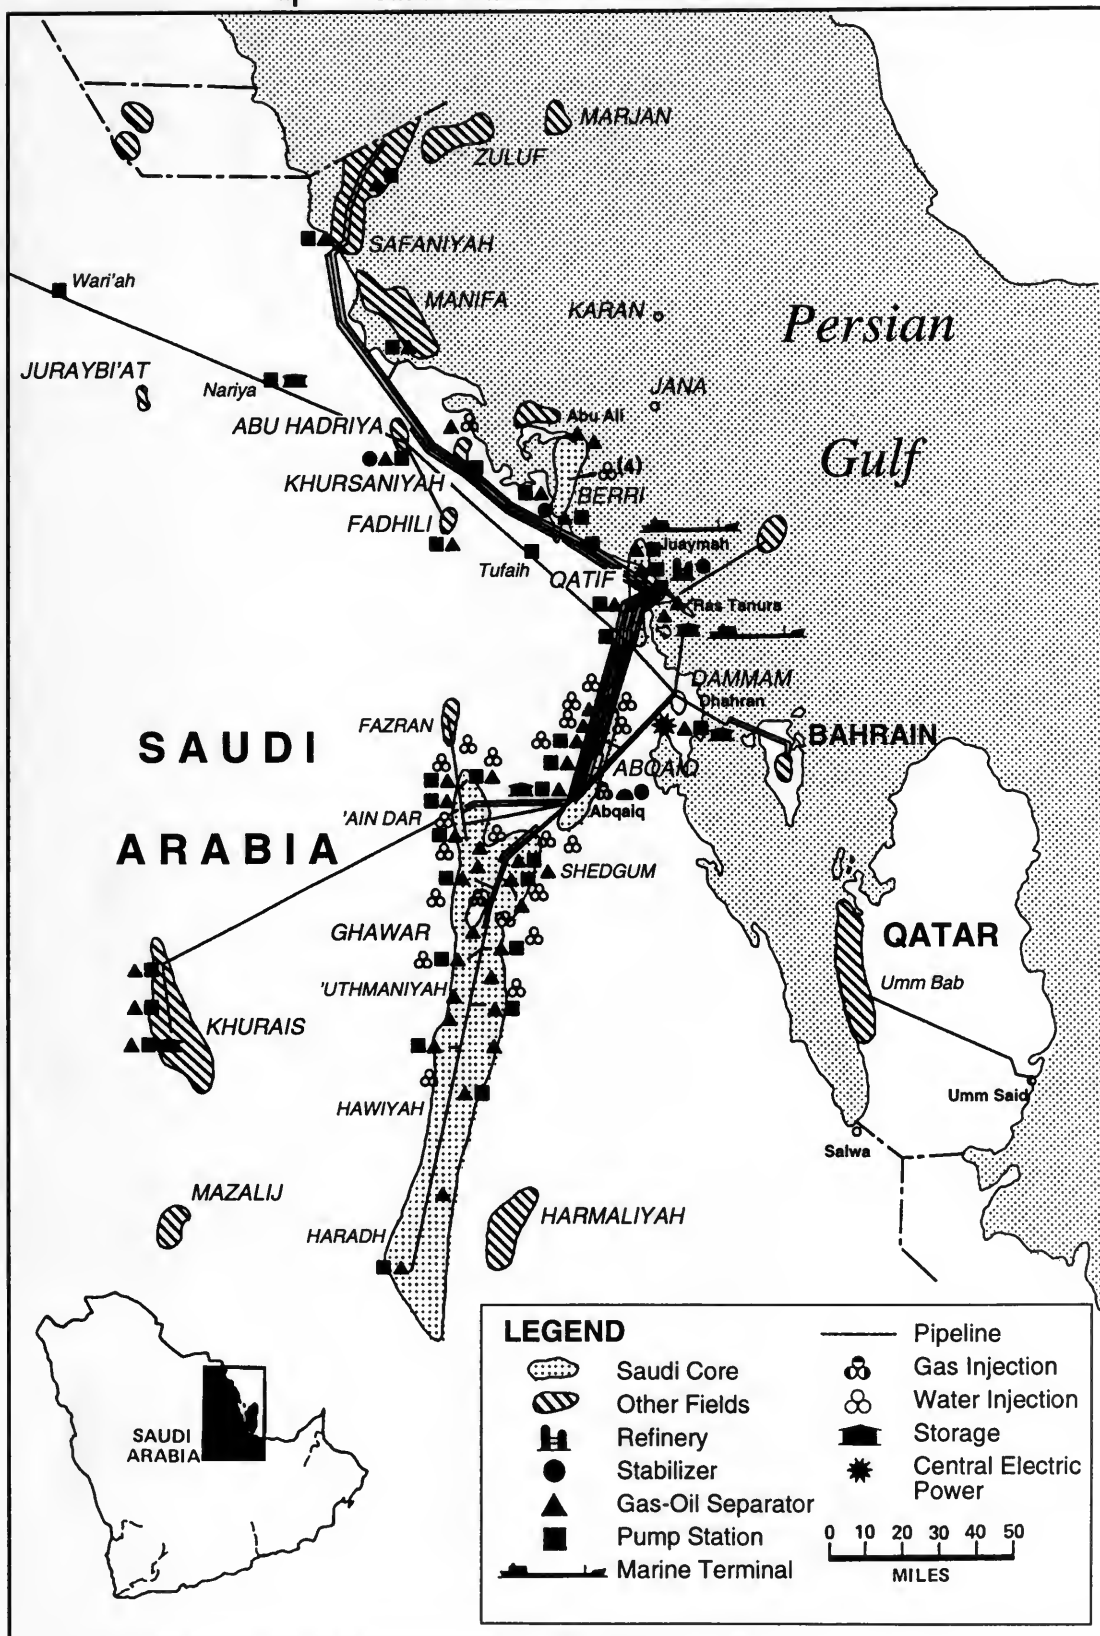 MARJAN
ZULUF
SAFANIYAH
Wari'ah
MANIFA
KARAN
Persian
JURAYBI'AT
Nariya
JANA
ABU HADRIYA
Abu Ali
Gulf
KHURSANIYAH
(4)
BERRI
FADHILI
Juaymah
Tufaih
QATIF
Ras Tanura
DAMMAM
Dhahran
FAZRAN
SAUDI
BAHRAIN
ABQAIQ
Abqaiq
'AIN DAR
ARABIA
SHEDGUM
GHAWAR
QATAR
'UTHMANIYAH
Umm Bab
KHURAIS
HAWIYAH
Umm Said
Salwa
MAZALIJ
HARMALIYAH
HARADH
LEGEND
Saudi Core
Other Fields
Refinery
Stabilizer
Gas-Oil Separator
Pump Station
Marine Terminal
Pipeline
Gas Injection
Water Injection
Storage
Central Electric
Power
0 10 20 30 40 50
MILES
SAUDI
ARABIA